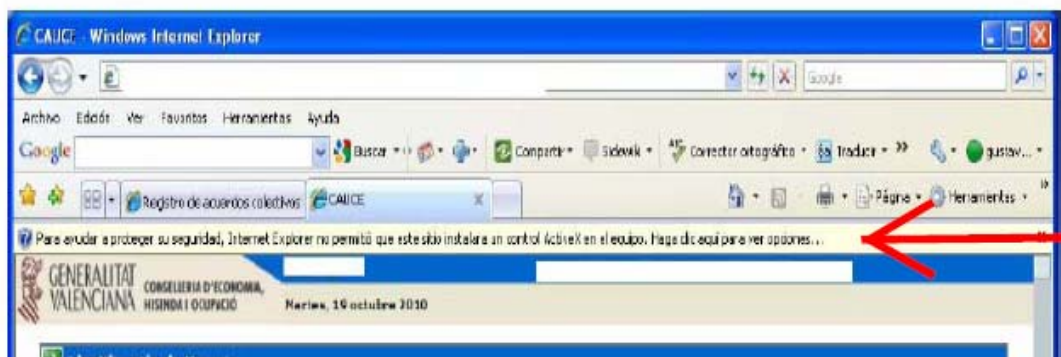 CAUCE - Windows Internet Explorer
Google
Archivo Edición Ver Favoritos Herramientas Ayuda
Google Buscar Compartir Sidewiki Corrector ortográfico Traducir » gustav...
Registro de acuerdos colectivos CAUCE X Página Herramientas »
Para ayudar a proteger su seguridad, Internet Explorer no permitió que este sitio instalara un control ActiveX en el equipo. Haga clic aquí para ver opciones...
GENERALITAT VALENCIANA
CONSELLERIA D'ECONOMIA, HISENDA I OCUPACIÓ
Martes, 19 octubre 2010